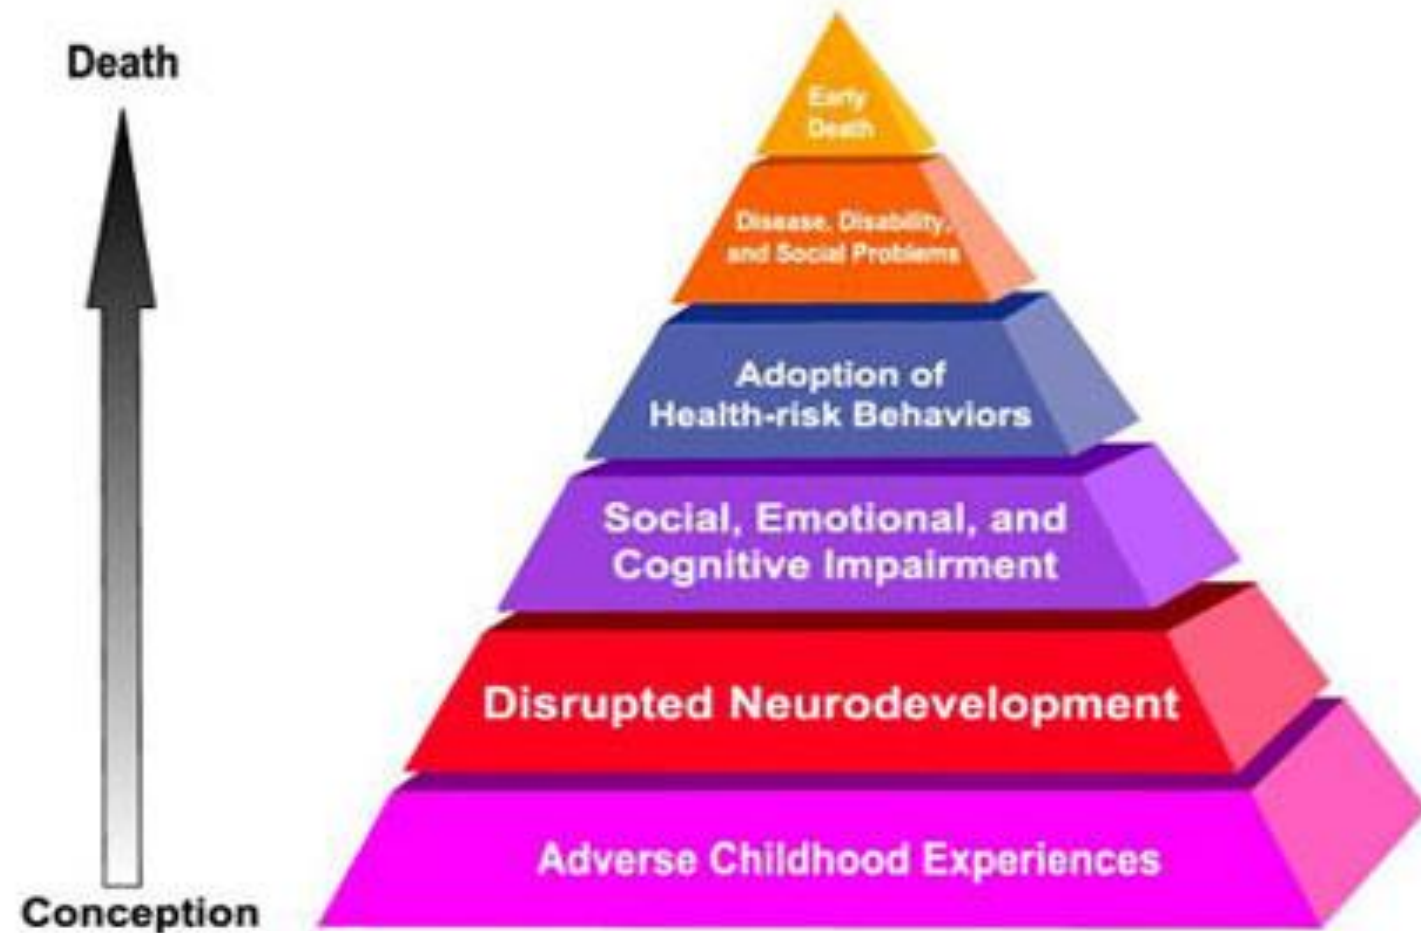 Death
Early
Death
Disease, Disability,
and Social Problems
Adoption of
Health-risk Behaviors
Social, Emotional, and
Cognitive Impairment
Disrupted Neurodevelopment
Adverse Childhood Experiences
Conception